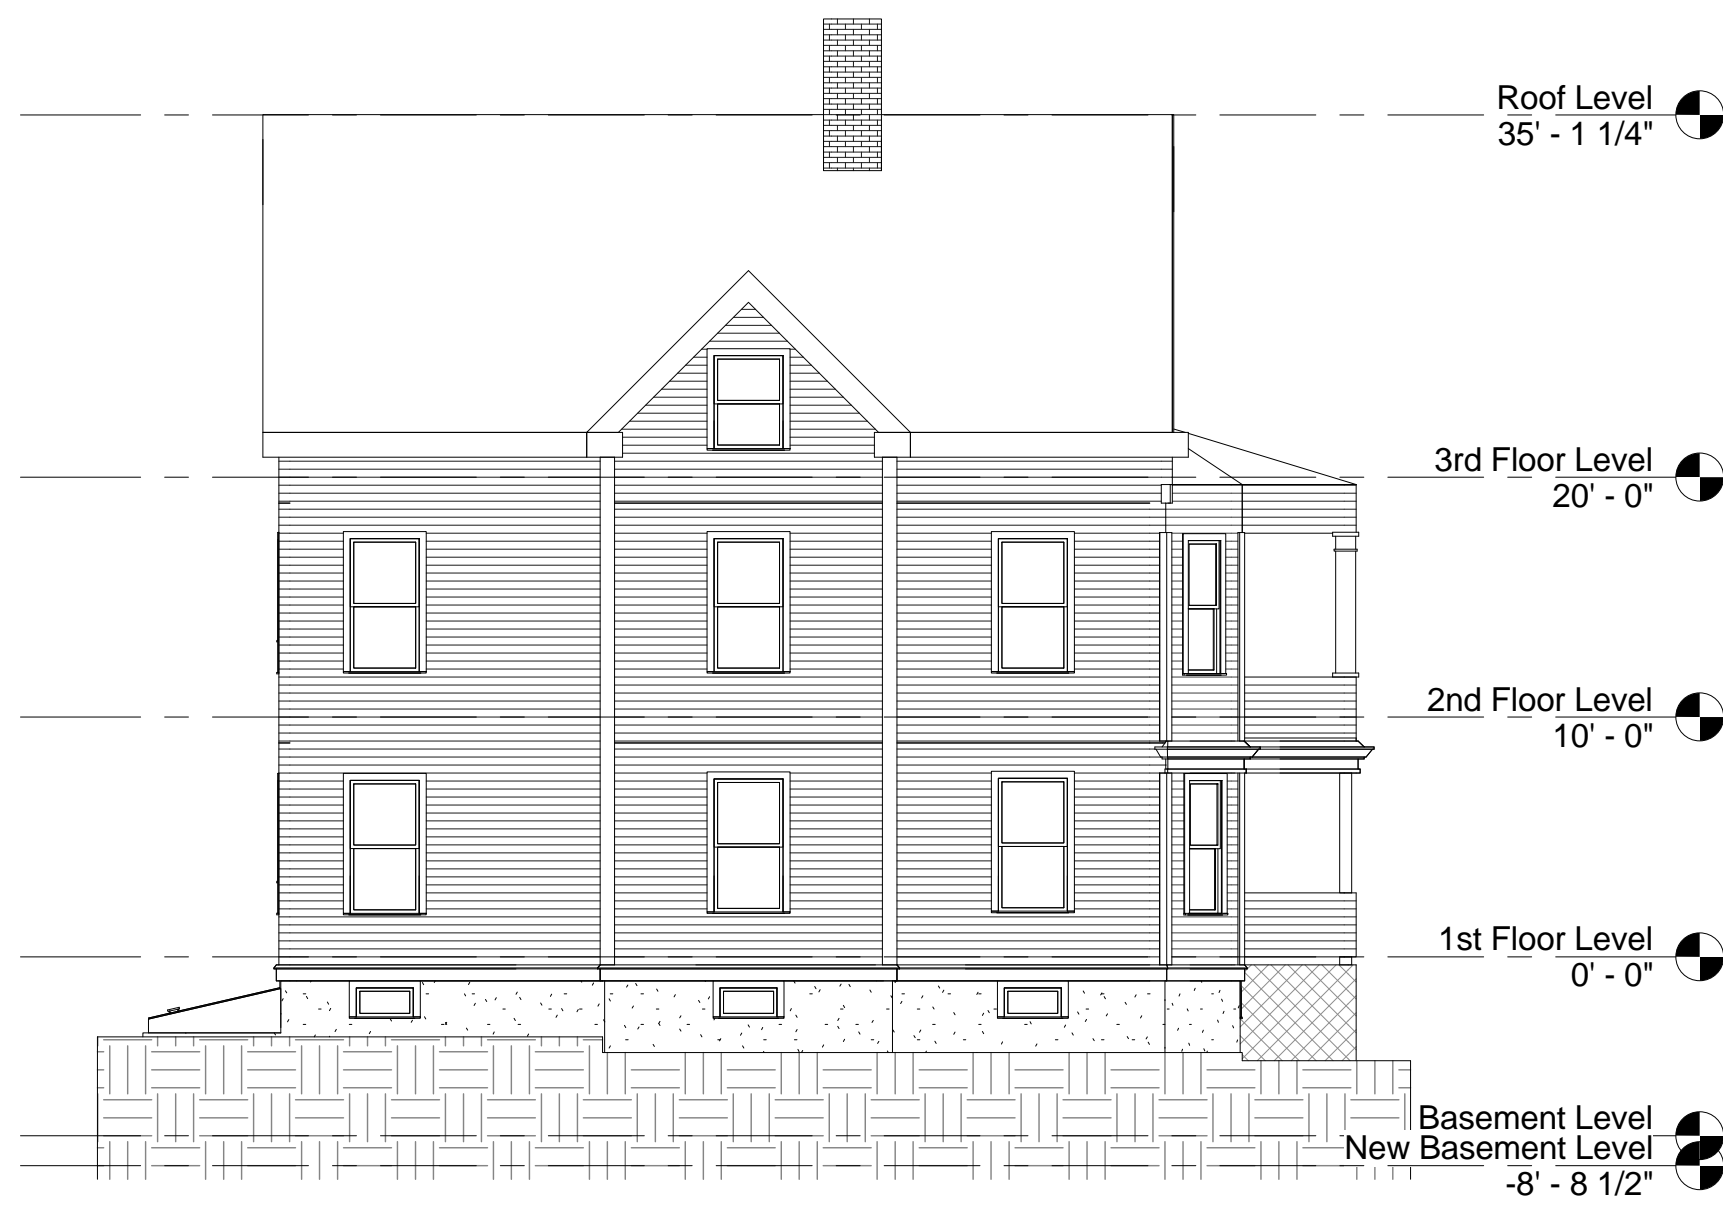 Roof Level
35' - 1 1/4"
3rd Floor Level
20' - 0"
2nd Floor Level
10' - 0"
1st Floor Level
0' - 0"
Basement Level
New Basement Level
-8' - 8 1/2"